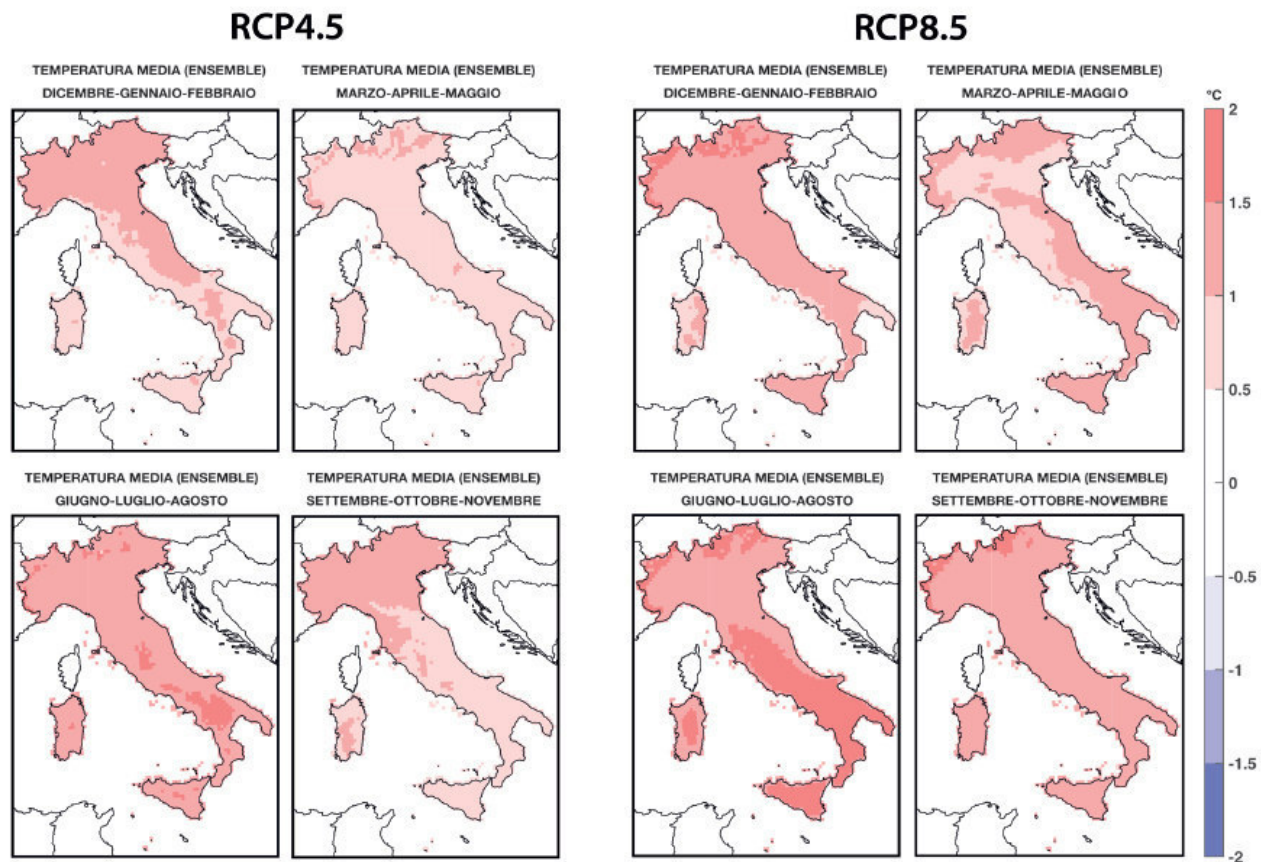 RCP4.5
RCP8.5
TEMPERATURA MEDIA (ENSEMBLE)
DICEMBRE-GENNAIO-FEBBRAIO
TEMPERATURA MEDIA (ENSEMBLE)
MARZO-APRILE-MAGGIO
TEMPERATURA MEDIA (ENSEMBLE)
DICEMBRE-GENNAIO-FEBBRAIO
TEMPERATURA MEDIA (ENSEMBLE)
MARZO-APRILE-MAGGIO
TEMPERATURA MEDIA (ENSEMBLE)
GIUGNO-LUGLIO-AGOSTO
TEMPERATURA MEDIA (ENSEMBLE)
SETTEMBRE-OTTOBRE-NOVEMBRE
TEMPERATURA MEDIA (ENSEMBLE)
GIUGNO-LUGLIO-AGOSTO
TEMPERATURA MEDIA (ENSEMBLE)
SETTEMBRE-OTTOBRE-NOVEMBRE
°C
2
1.5
1
0.5
0
-0.5
-1
-1.5
-2